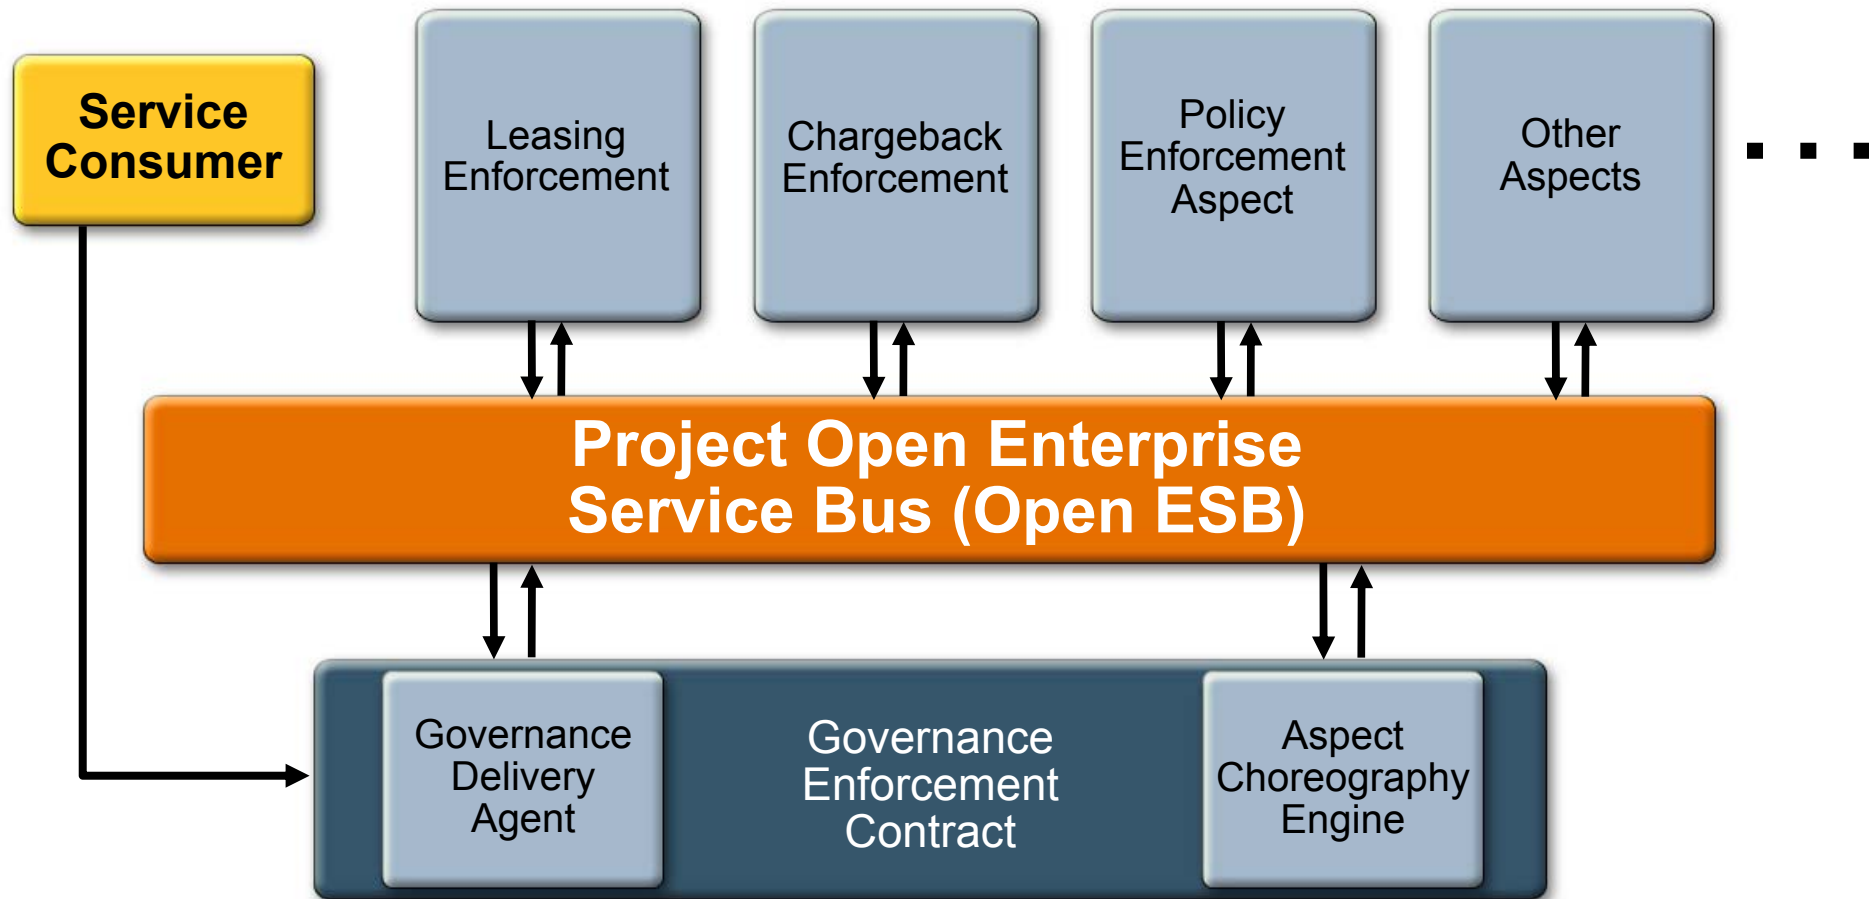 Service
Consumer
Leasing
Enforcement
Chargeback
Enforcement
Policy
Enforcement
Aspect
Other
Aspects
Project Open Enterprise
Service Bus (Open ESB)
Governance
Delivery
Agent
Governance
Enforcement
Contract
Aspect
Choreography
Engine